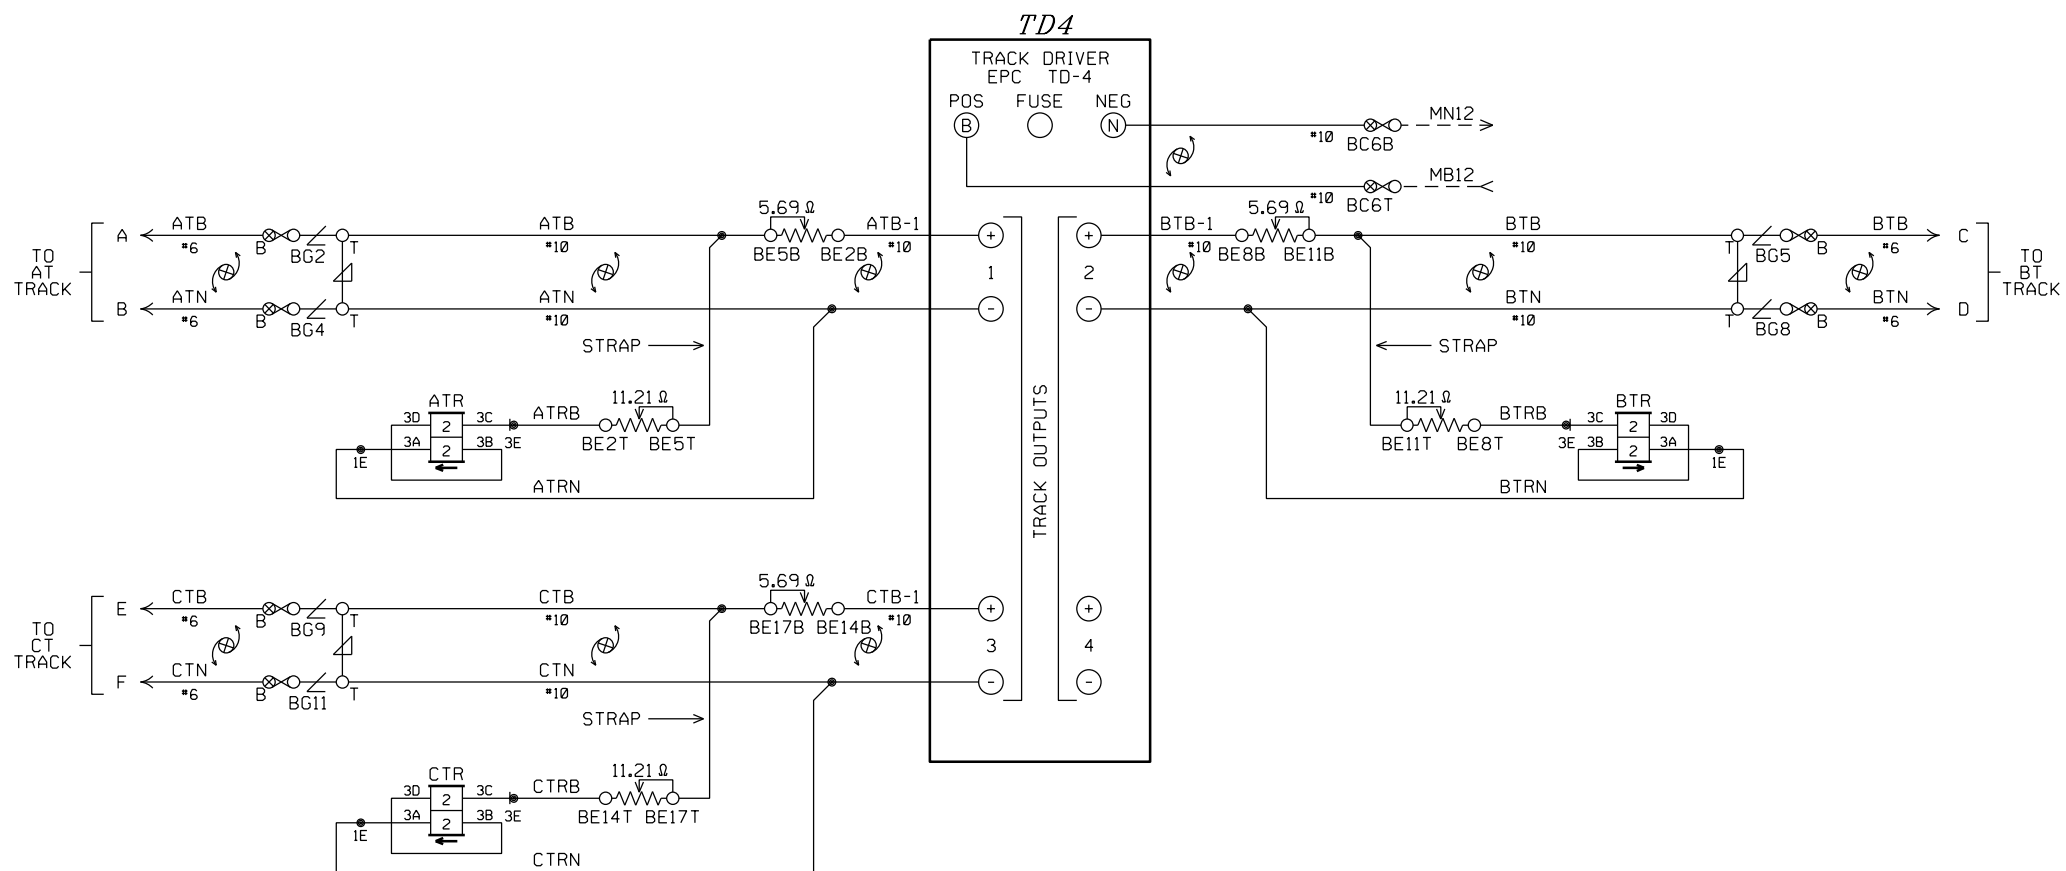 TD4
TRACK DRIVER
EPC TD-4
POS FUSE NEG
B N
MN12
#10
BC6B
MB12
#10
BC6T
TO
AT
TRACK
A
ATB
#6
B
BG2
T
ATB
#10
5.69 Ω
BE5B
BE2B
ATB-1
#10
+
1
B
ATN
#6
B
BG4
T
ATN
#10
-
STRAP
ATR
3D
2
3C
3A
2
3B
3E
1E
ATRB
11.21 Ω
BE2T
BE5T
ATRN
+
2
-
BTB-1
#10
5.69 Ω
BE8B
BE11B
BTB
#10
T
BG5
B
BTB
#6
C
BTN
#10
T
BG8
B
BTN
#6
D
TO
BT
TRACK
STRAP
11.21 Ω
BE11T
BE8T
BTRB
BTR
3C
2
3D
3E
3B
2
3A
1E
BTRN
TRACK OUTPUTS
TO
CT
TRACK
E
CTB
#6
B
BG9
T
CTB
#10
5.69 Ω
BE17B
BE14B
CTB-1
#10
+
3
F
CTN
#6
B
BG11
T
CTN
#10
-
+
4
-
STRAP
CTR
3D
2
3C
3A
2
3B
3E
1E
CTRB
11.21 Ω
BE14T
BE17T
CTRN